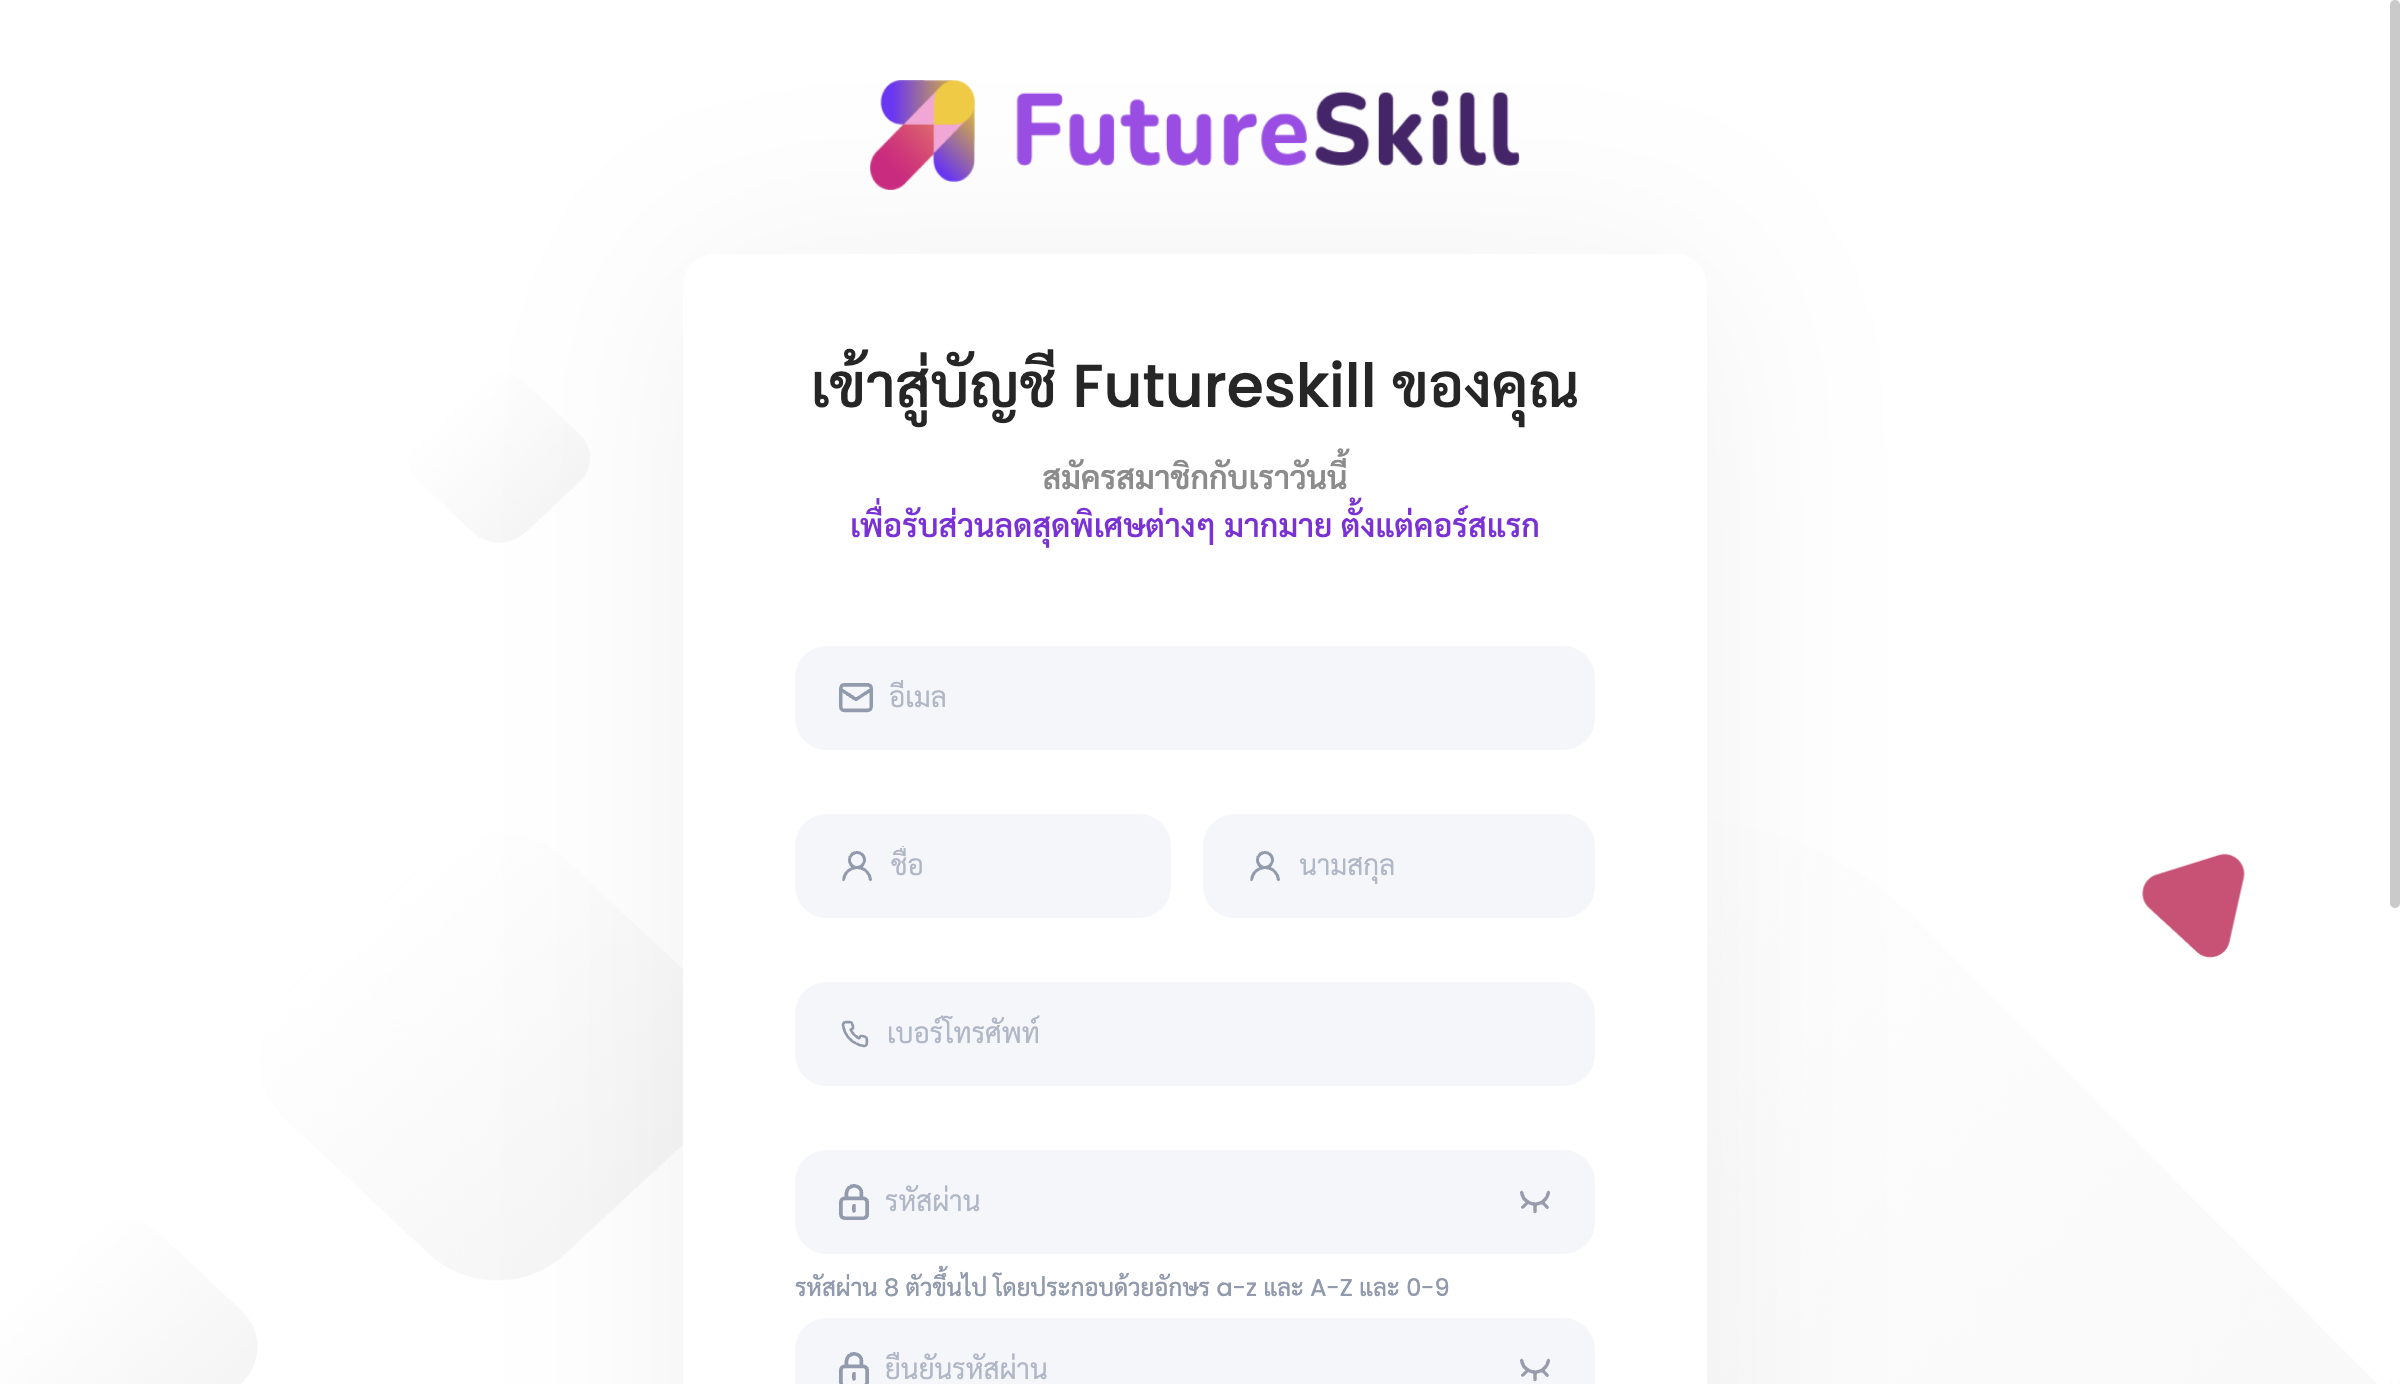 FutureSkill
เข้าสู่บัญชี Futureskill ของคุณ
สมัครสมาชิกกับเราวันนี้
เพื่อรับส่วนลดสุดพิเศษต่างๆ มากมาย ตั้งแต่คอร์สแรก
อีเมล
ชื่อ
นามสกุล
เบอร์โทรศัพท์
รหัสผ่าน
รหัสผ่าน 8 ตัวขึ้นไป โดยประกอบด้วยอักษร a-z และ A-Z และ 0-9
ยืนยันรหัสผ่าน